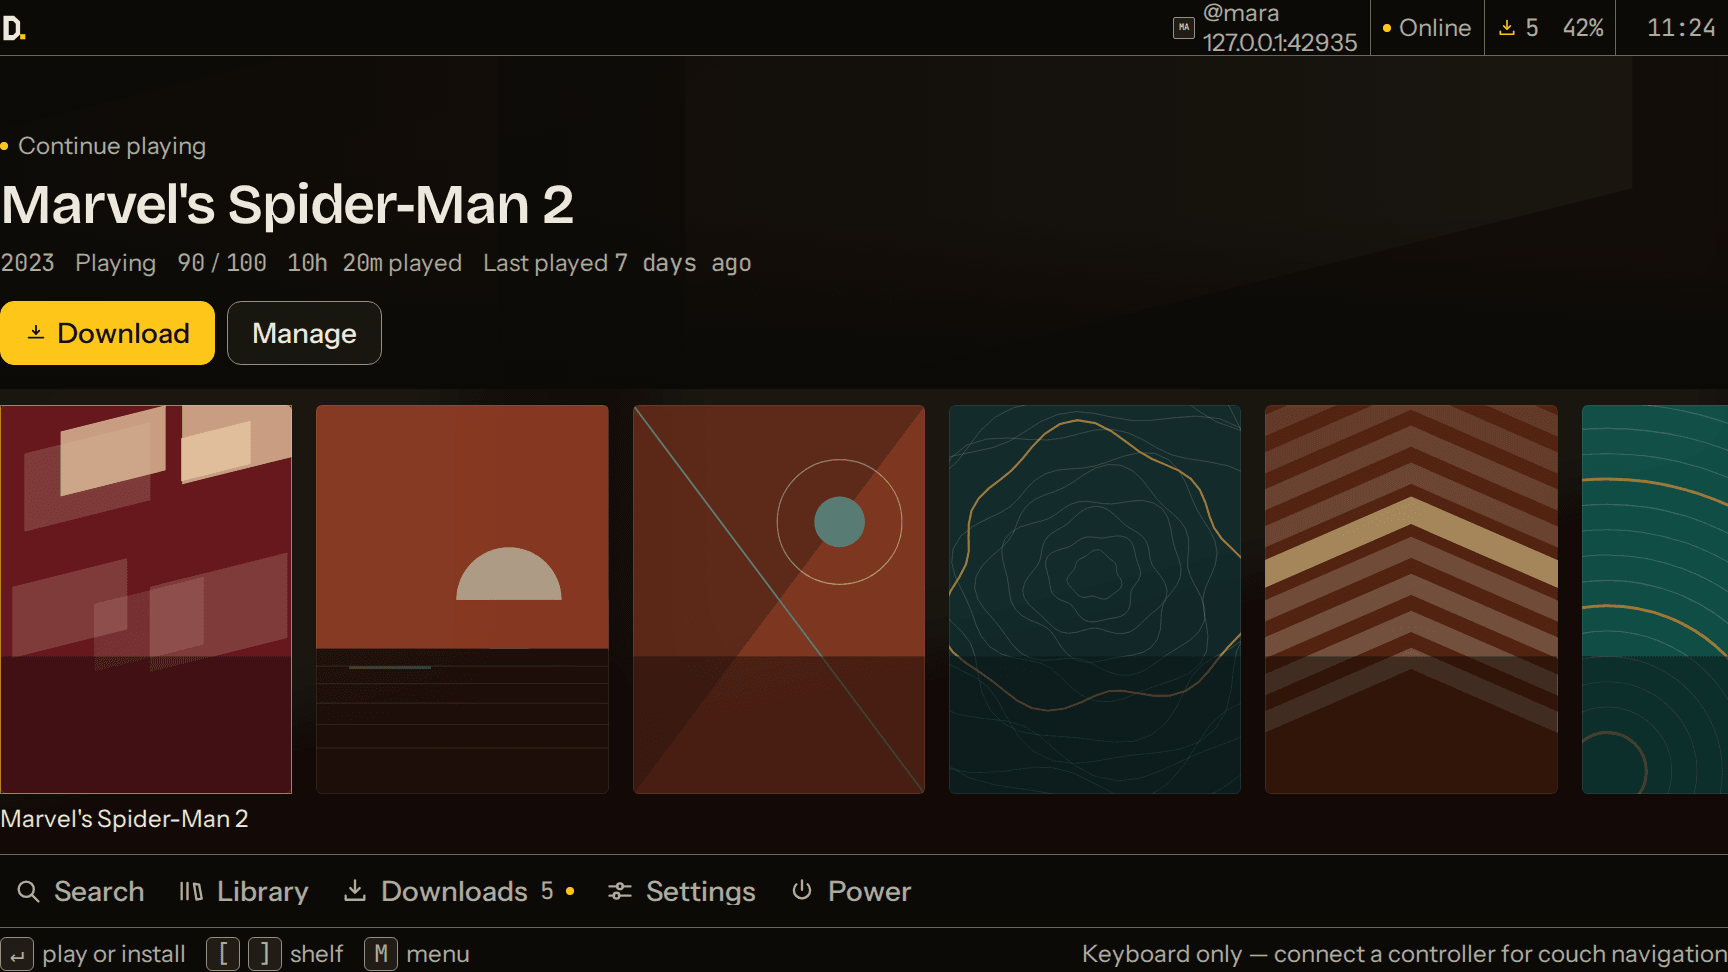 D.
MA
@mara
127.0.0.1:42935
Online
5 42%
11:24
Continue playing
Marvel's Spider-Man 2
2023 Playing 90 / 100 10h 20m played Last played 7 days ago
Download
Manage
Marvel's Spider-Man 2
Search Library Downloads 5 Settings Power
↵ play or install [ ] shelf M menu
Keyboard only — connect a controller for couch navigation